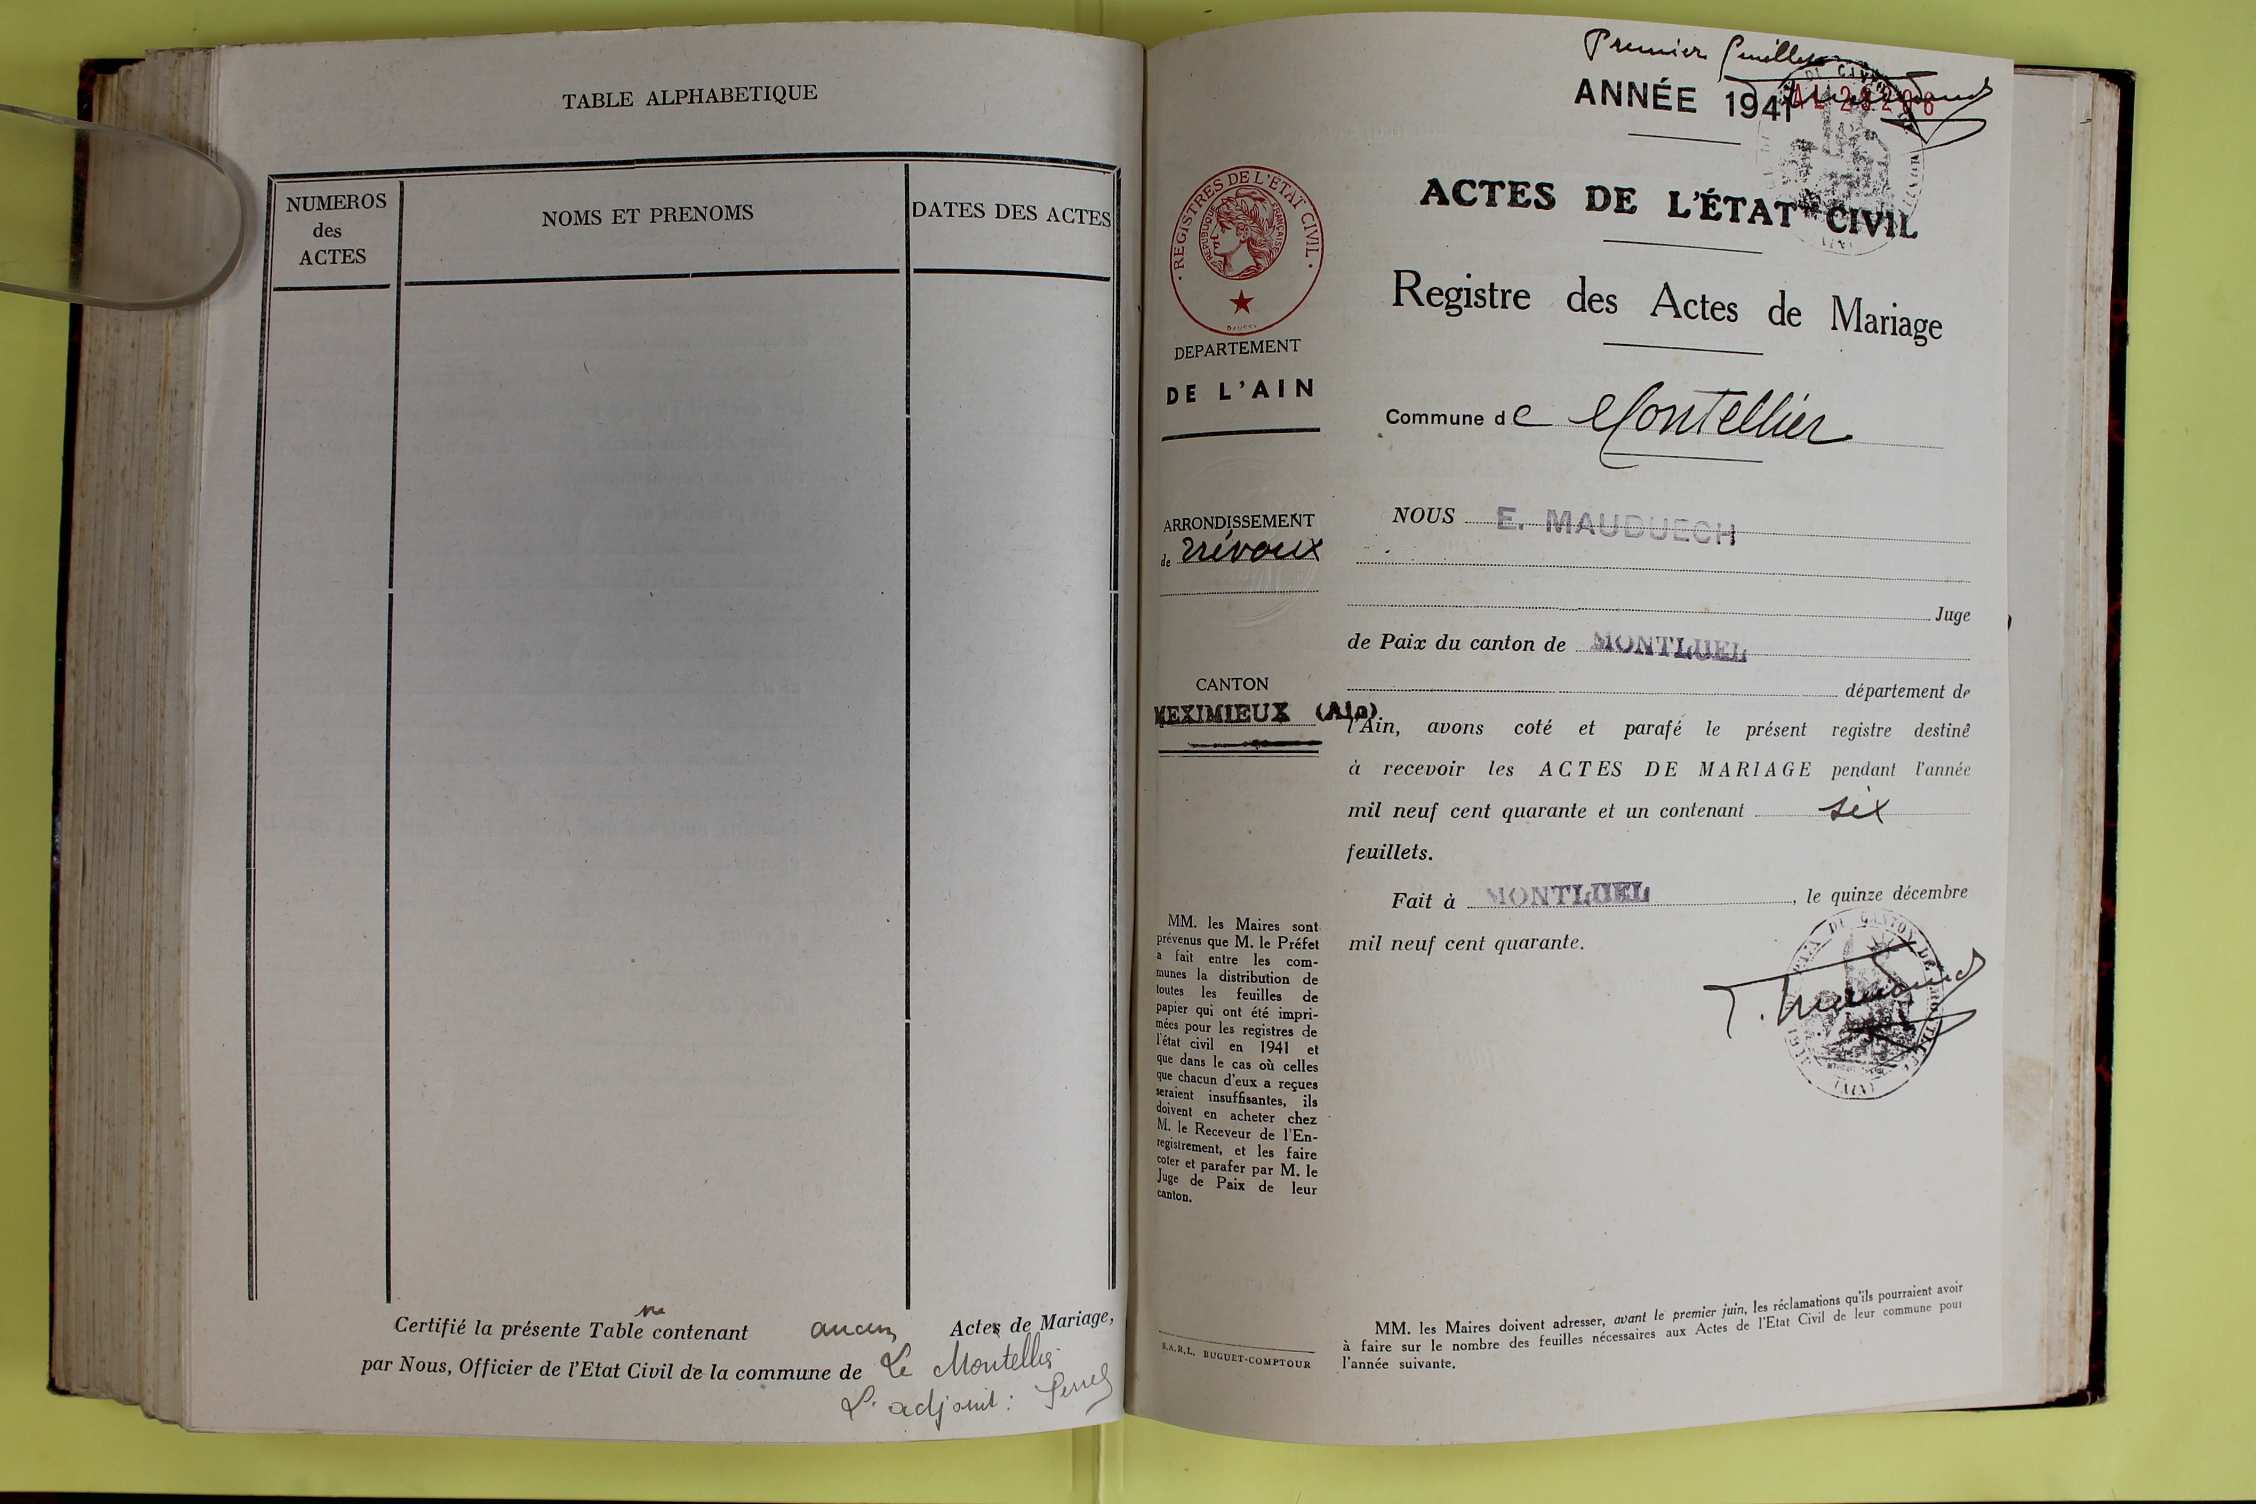 TABLE ALPHABETIQUE
NUMEROS
des
ACTES
NOMS ET PRENOMS
DATES DES ACTES
Certifié la présente Table ne contenant aucun Actes de Mariage,
par Nous, Officier de l'Etat Civil de la commune de Le Montellier
L'adjoint :
Premier feuillet
ANNÉE 1941
ACTES DE L'ÉTAT CIVIL
Registre des Actes de Mariage
Commune de Montellier
REGISTRES DE L'ÉTAT CIVIL
RÉPUBLIQUE FRANÇAISE
DEPARTEMENT
DE L'AIN
ARRONDISSEMENT
de Trévoux
CANTON
MEXIMIEUX (Ain)
MM. les Maires sont
prévenus que M. le Préfet
a fait entre les com-
munes la distribution de
toutes les feuilles de
papier qui ont été impri-
mées pour les registres de
l'état civil en 1941 et
que dans le cas où celles
que chacun d'eux a reçues
seraient insuffisantes, ils
doivent en acheter chez
M. le Receveur de l'En-
registrement, et les faire
coter et parafer par M. le
Juge de Paix de leur
canton.
S.A.R.L. BUGUET-COMPTOUR
NOUS E. MAUDUECH
Juge
de Paix du canton de MONTLUEL
département de
l'Ain, avons coté et parafé le présent registre destiné
à recevoir les ACTES DE MARIAGE pendant l'année
mil neuf cent quarante et un contenant six
feuillets.
Fait à MONTLUEL, le quinze décembre
mil neuf cent quarante.
MM. les Maires doivent adresser, avant le premier juin, les réclamations qu'ils pourraient avoir
à faire sur le nombre des feuilles nécessaires aux Actes de l'Etat Civil de leur commune pour
l'année suivante.